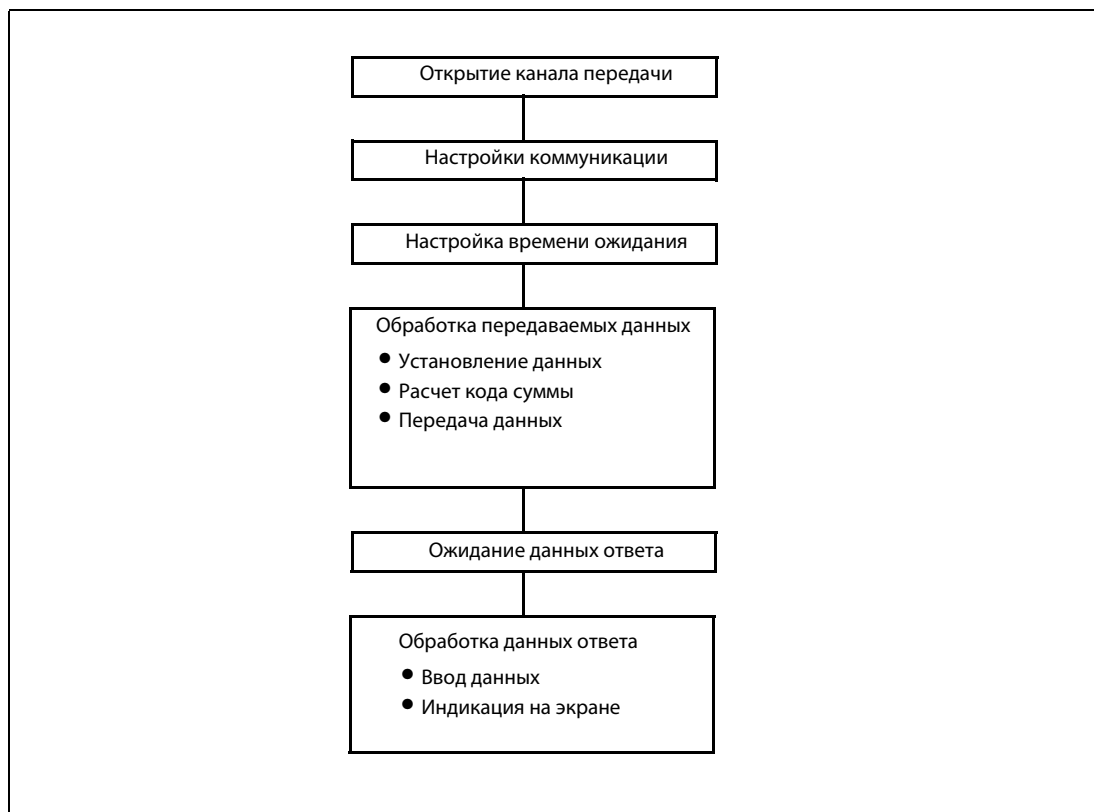 Открытие канала передачи
Настройки коммуникации
Настройка времени ожидания
Обработка передаваемых данных
● Установление данных
● Расчет кода суммы
● Передача данных
Ожидание данных ответа
Обработка данных ответа
● Ввод данных
● Индикация на экране